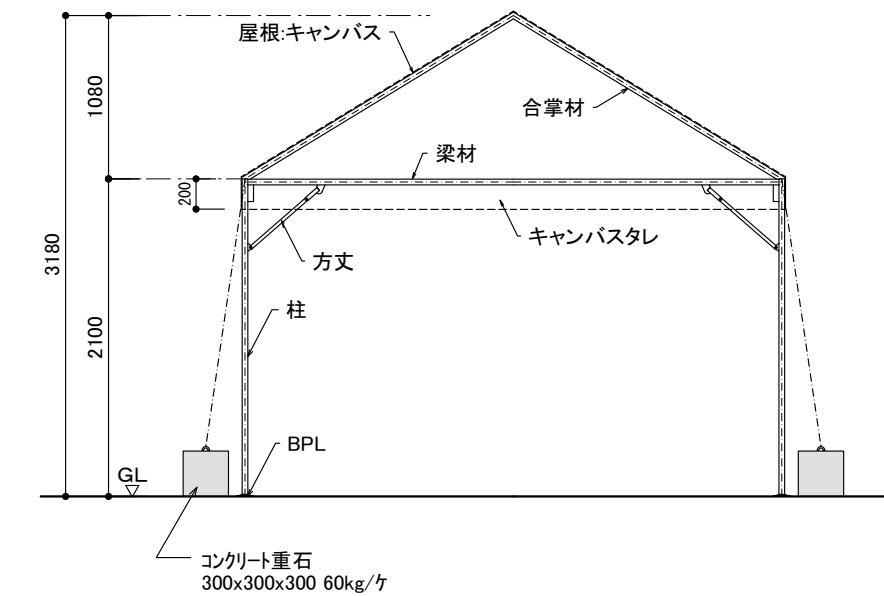 屋根:キャンバス
合掌材
梁材
1080
200
キャンバスタレ
方丈
3180
柱
2100
BPL
GL
コンクリート重石
300x300x300 60kg/ケ